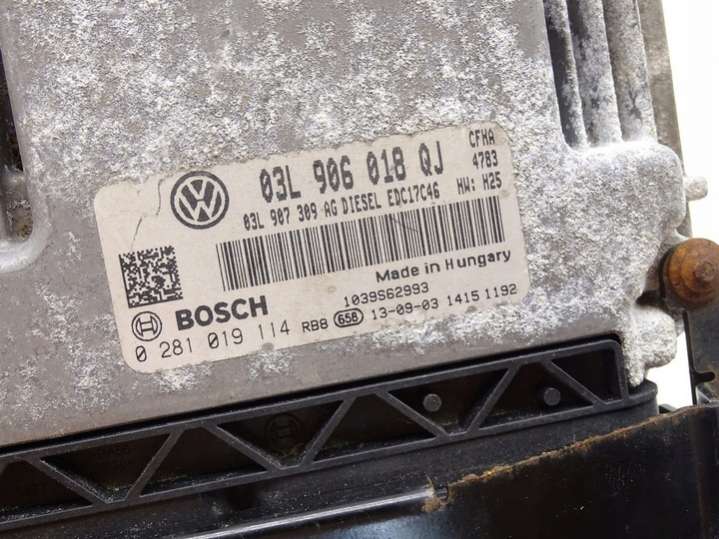 03L 906 018 QJ
CFHA
4783
03L 907 309 AG DIESEL EDC17C46 HW: H25
Made in Hungary
BOSCH
1039S62993
0 281 019 114 RB8 658 13-09-03 1415 1192